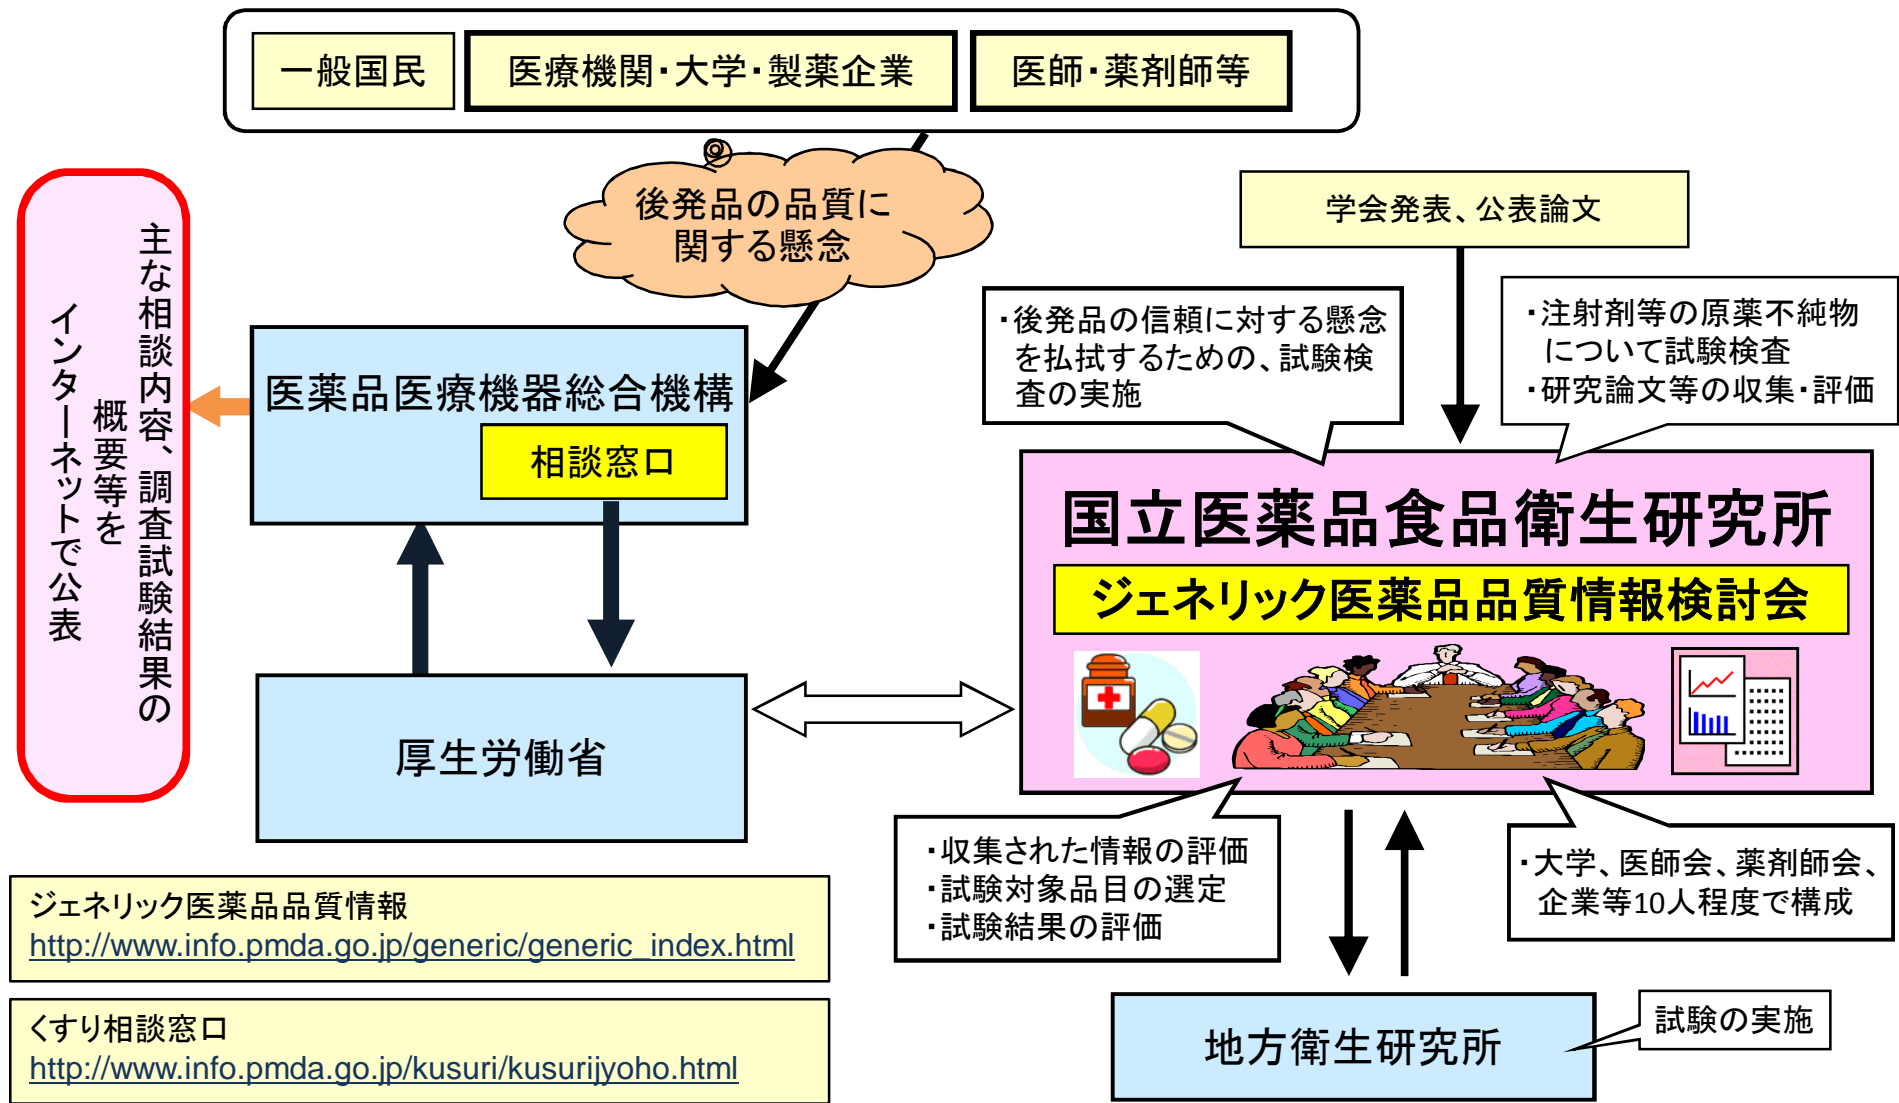 一般国民
医療機関・大学・製薬企業
医師・薬剤師等
後発品の品質に
関する懸念
学会発表、公表論文
主な相談内容、調査試験結果の
概要等を
インターネットで公表
医薬品医療機器総合機構
相談窓口
・後発品の信頼に対する懸念
を払拭するための、試験検
査の実施
・注射剤等の原薬不純物
について試験検査
・研究論文等の収集・評価
国立医薬品食品衛生研究所
ジェネリック医薬品品質情報検討会
厚生労働省
・収集された情報の評価
・試験対象品目の選定
・試験結果の評価
・大学、医師会、薬剤師会、
企業等10人程度で構成
ジェネリック医薬品品質情報
http://www.info.pmda.go.jp/generic/generic_index.html
くすり相談窓口
http://www.info.pmda.go.jp/kusuri/kusurijyoho.html
地方衛生研究所
試験の実施